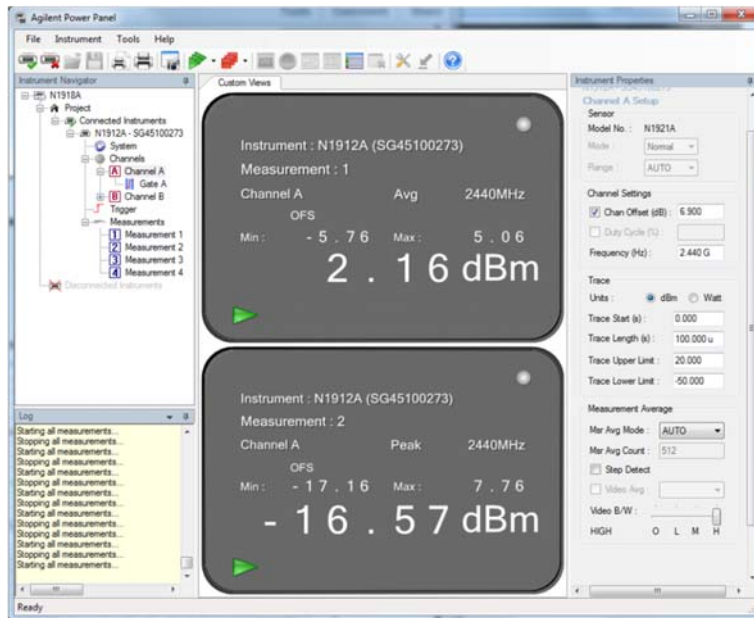 Agilent Power Panel
File Instrument Tools Help
Instrument Navigator
N1918A
Project
Connected Instruments
N1912A - SG45100273
System
Channels
A Channel A
Gate A
B Channel B
Trigger
Measurements
1 Measurement 1
2 Measurement 2
3 Measurement 3
4 Measurement 4
Disconnected Instruments
Log
Starting all measurements...
Stopping all measurements...
Starting all measurements...
Stopping all measurements...
Starting all measurements...
Stopping all measurements...
Starting all measurements...
Stopping all measurements...
Starting all measurements...
Stopping all measurements...
Starting all measurements...
Stopping all measurements...
Starting all measurements...
Stopping all measurements...
Starting all measurements...
Ready
Custom Views
Instrument : N1912A (SG45100273)
Measurement : 1
Channel A Avg 2440MHz
OFS
Min : - 5 . 76 Max : 5 . 06
2 . 16 dBm
Instrument : N1912A (SG45100273)
Measurement : 2
Channel A Peak 2440MHz
OFS
Min : - 17 . 16 Max : 7 . 76
- 16 . 57 dBm
Instrument Properties
Channel A Setup
Sensor
Model No. : N1921A
Mode : Normal
Range : AUTO
Channel Settings
Chan Offset (dB) : 6.900
Duty Cycle (%) :
Frequency (Hz) : 2.440 G
Trace
Units : dBm Watt
Trace Start (s) : 0.000
Trace Length (s) : 100.000 u
Trace Upper Limit : 20.000
Trace Lower Limit : -50.000
Measurement Average
Msr Avg Mode : AUTO
Msr Avg Count : 512
Step Detect
Video Avg :
Video B/W :
HIGH O L M H